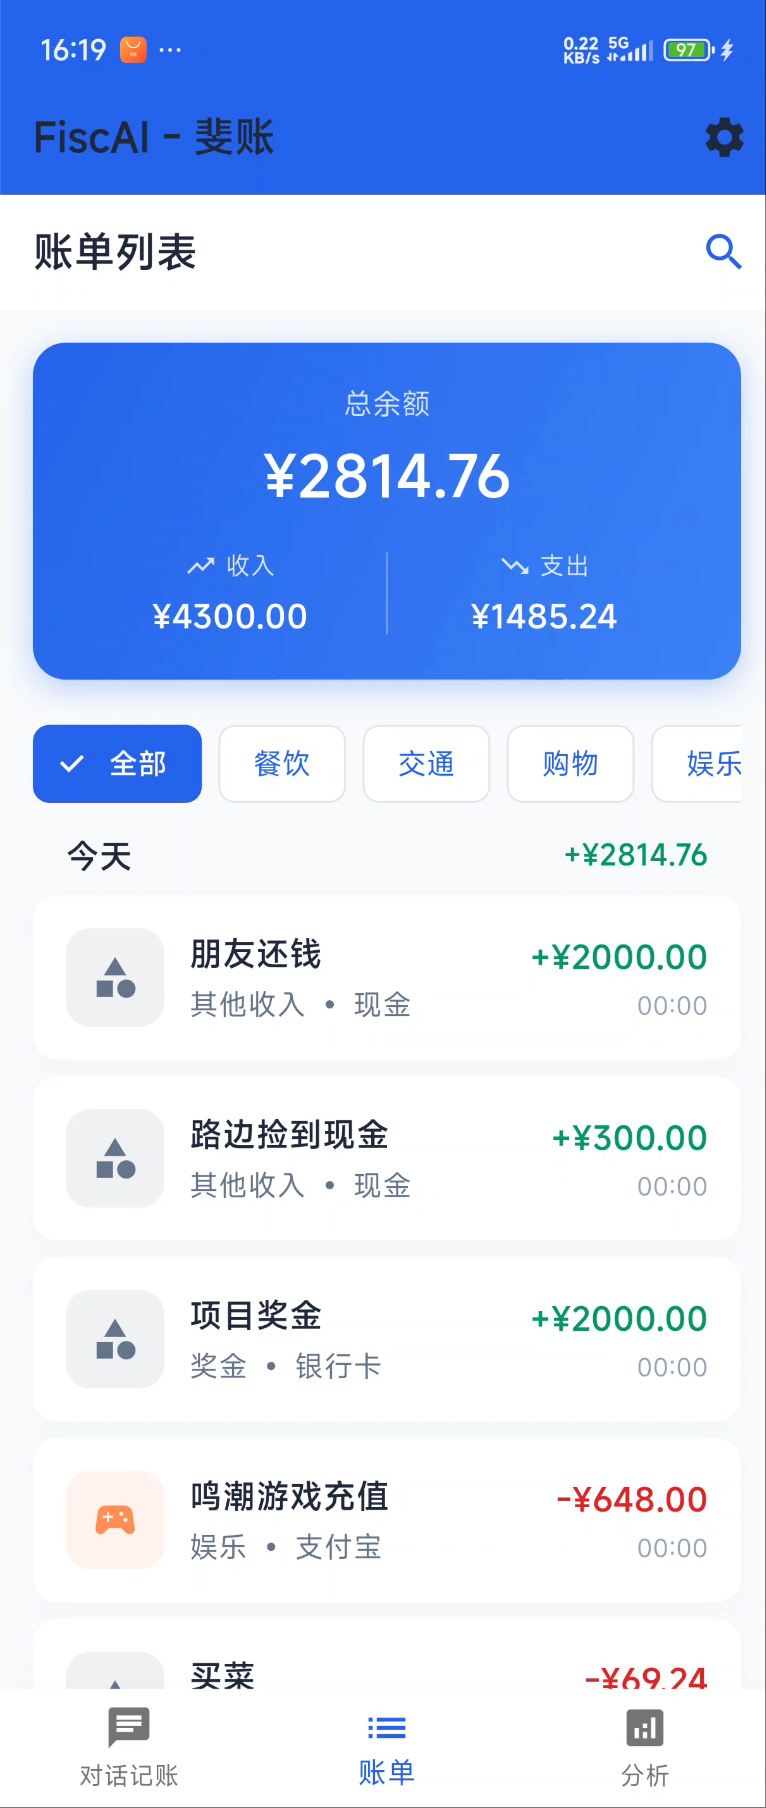 16:19 ... 0.22 KB/s 5G 97
FiscAI - 斐账
账单列表
总余额
¥2814.76
收入 支出
¥4300.00 ¥1485.24
全部 餐饮 交通 购物 娱乐
今天 +¥2814.76
朋友还钱 +¥2000.00
其他收入 • 现金 00:00
路边捡到现金 +¥300.00
其他收入 • 现金 00:00
项目奖金 +¥2000.00
奖金 • 银行卡 00:00
鸣潮游戏充值 -¥648.00
娱乐 • 支付宝 00:00
买菜 -¥69.24
对话记账 账单 分析